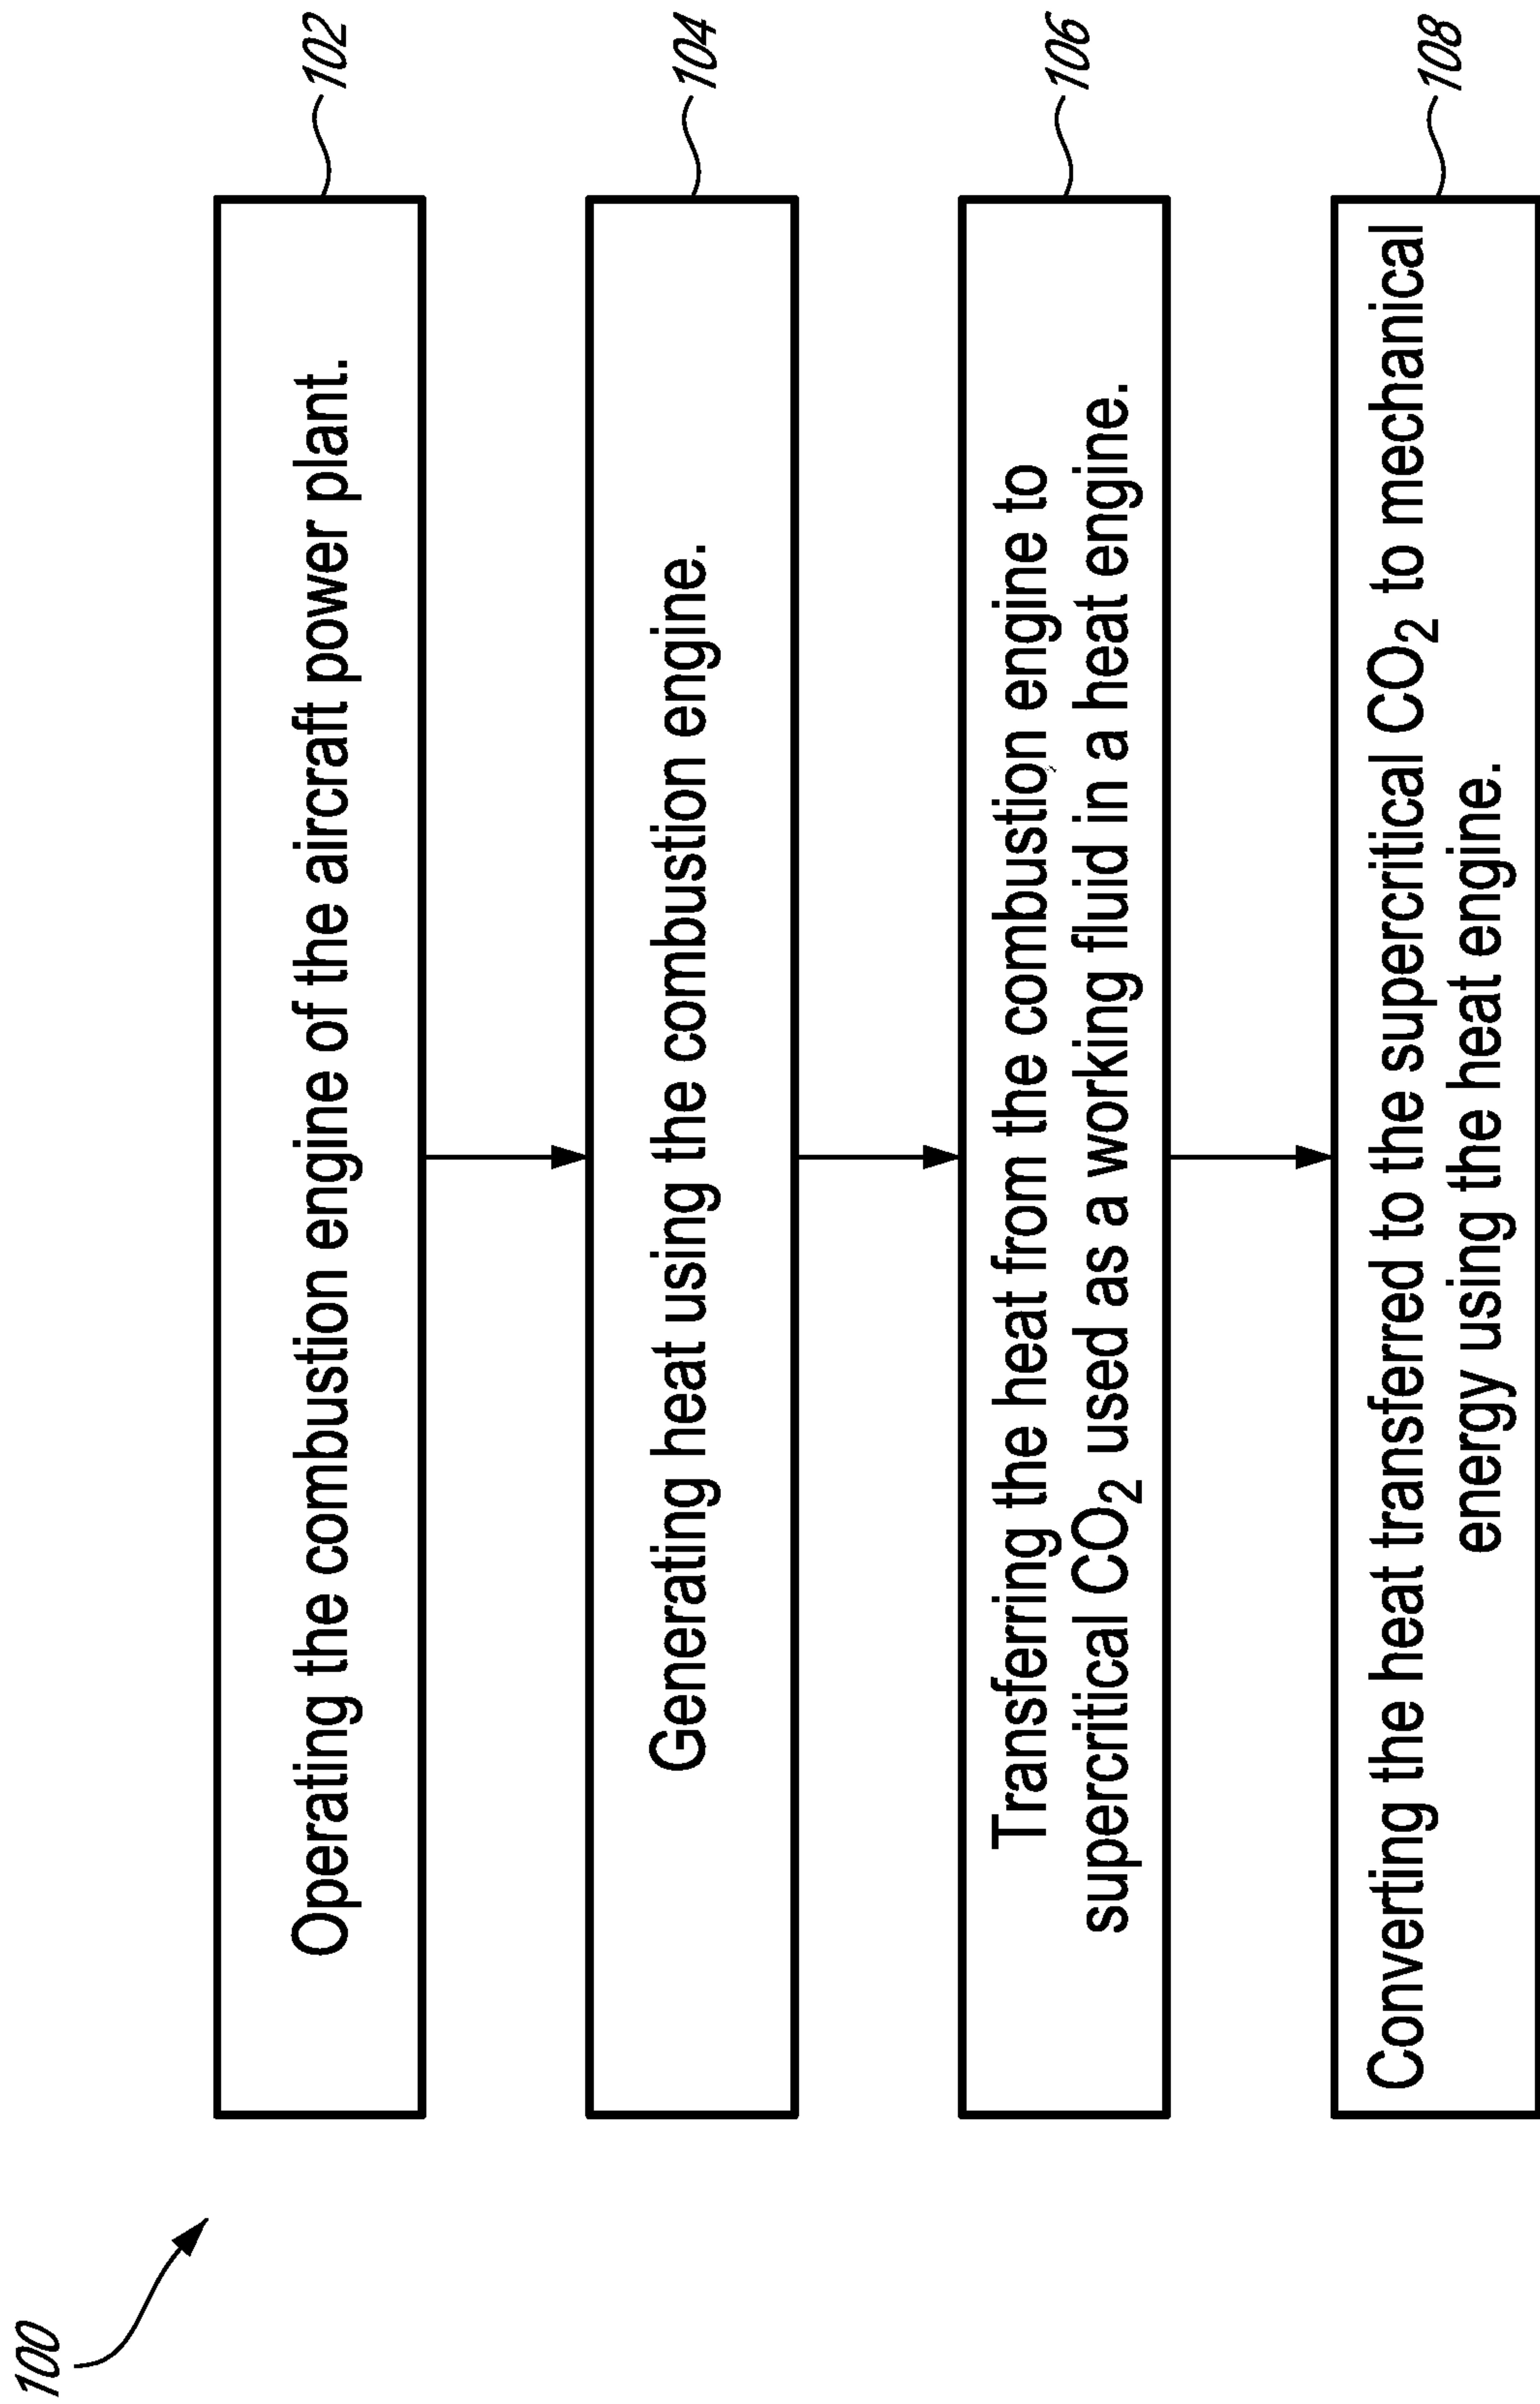 100
Operating the combustion engine of the aircraft power plant.
102
Generating heat using the combustion engine.
104
Transferring the heat from the combustion engine to
supercritical CO2 used as a working fluid in a heat engine.
106
Converting the heat transferred to the supercritical CO2 to mechanical
energy using the heat engine.
108